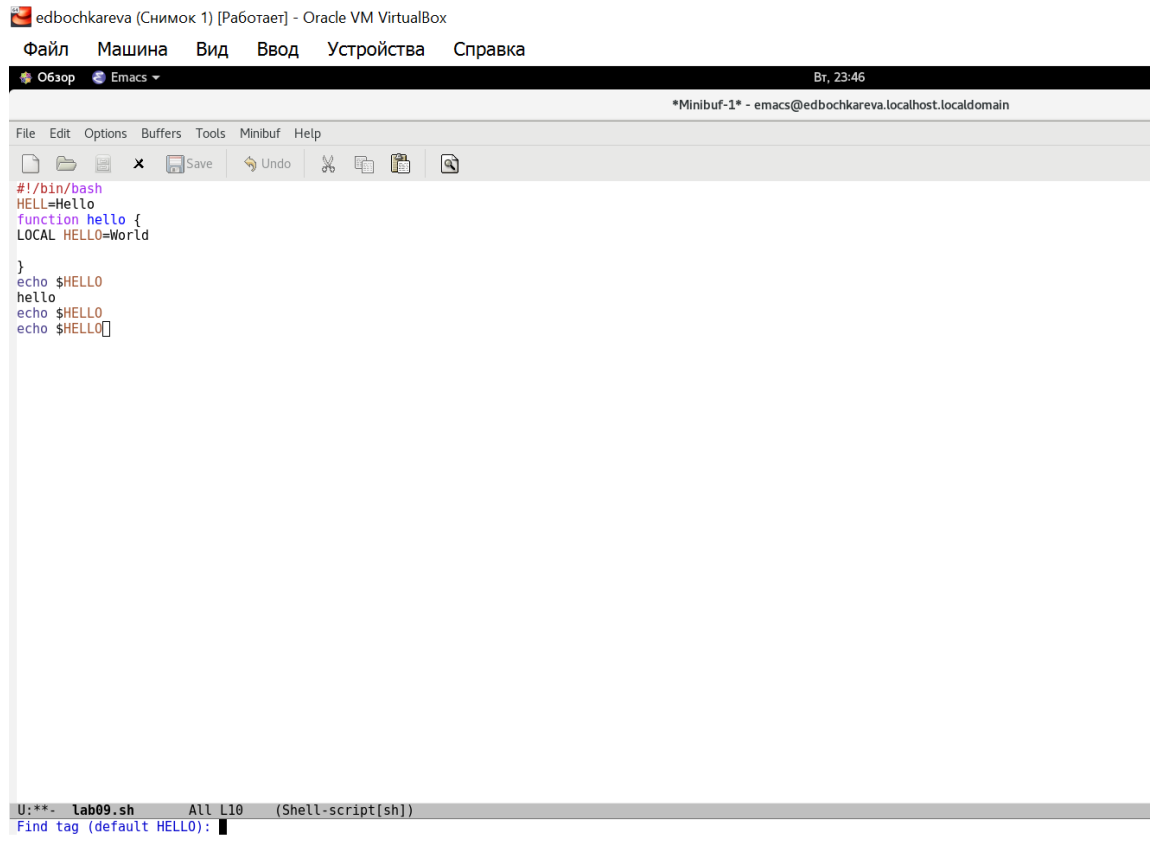 edbochkareva (Снимок 1) [Работает] - Oracle VM VirtualBox
Файл Машина Вид Ввод Устройства Справка
Обзор Emacs Вт, 23:46
*Minibuf-1* - emacs@edbochkareva.localhost.localdomain
File Edit Options Buffers Tools Minibuf Help
Save Undo
#!/bin/bash
HELL=Hello
function hello {
LOCAL HELLO=World
}
echo $HELLO
hello
echo $HELLO
echo $HELLO
U:**- lab09.sh All L10 (Shell-script[sh])
Find tag (default HELLO):